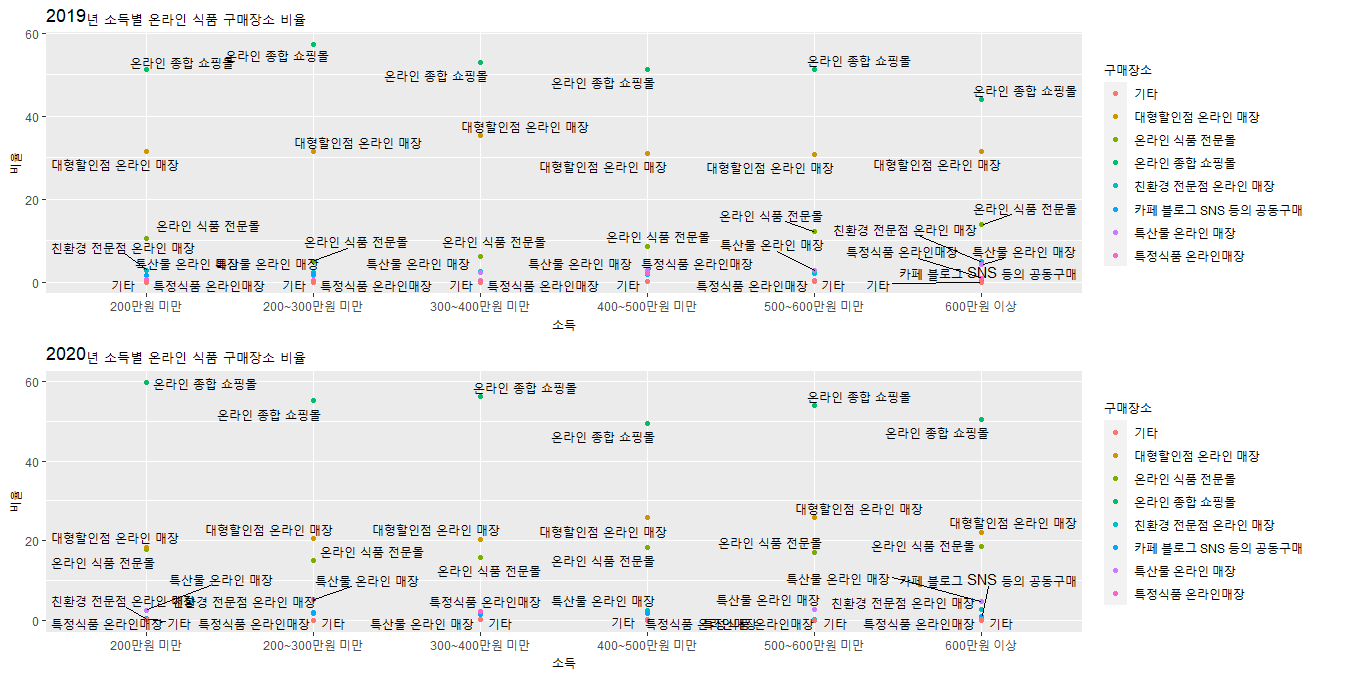 2019년 소득별 온라인 식품 구매장소 비율
60
온라인 종합 쇼핑몰 온라인 종합 쇼핑몰 온라인 종합 쇼핑몰 온라인 종합 쇼핑몰 온라인 종합 쇼핑몰 온라인 종합 쇼핑몰
40
대형할인점 온라인 매장 대형할인점 온라인 매장 대형할인점 온라인 매장 대형할인점 온라인 매장 대형할인점 온라인 매장 대형할인점 온라인 매장
비율
20
온라인 식품 전문몰 온라인 식품 전문몰 온라인 식품 전문몰 온라인 식품 전문몰 온라인 식품 전문몰 온라인 식품 전문몰
친환경 전문점 온라인 매장 특산물 온라인 매장 친환경 전문점 온라인 매장
특산물 온라인 매장 특산물 온라인 매장 특산물 온라인 매장 특산물 온라인 매장 특정식품 온라인매장 특정식품 온라인매장 특산물 온라인 매장
카페 블로그 SNS 등의 공동구매
0
기타 특정식품 온라인매장 기타 특정식품 온라인매장 기타 특정식품 온라인매장 기타 특정식품 온라인매장 기타 기타
200만원 미만 200~300만원 미만 300~400만원 미만 400~500만원 미만 500~600만원 미만 600만원 이상
소득
구매장소
기타
대형할인점 온라인 매장
온라인 식품 전문몰
온라인 종합 쇼핑몰
친환경 전문점 온라인 매장
카페 블로그 SNS 등의 공동구매
특산물 온라인 매장
특정식품 온라인매장
2020년 소득별 온라인 식품 구매장소 비율
60
온라인 종합 쇼핑몰 온라인 종합 쇼핑몰 온라인 종합 쇼핑몰 온라인 종합 쇼핑몰 온라인 종합 쇼핑몰 온라인 종합 쇼핑몰
40
비율
대형할인점 온라인 매장 대형할인점 온라인 매장 대형할인점 온라인 매장 대형할인점 온라인 매장 대형할인점 온라인 매장 대형할인점 온라인 매장
20
온라인 식품 전문몰 온라인 식품 전문몰 온라인 식품 전문몰 온라인 식품 전문몰 온라인 식품 전문몰 온라인 식품 전문몰
특산물 온라인 매장 특산물 온라인 매장 특산물 온라인 매장 카페 블로그 SNS 등의 공동구매
친환경 전문점 온라인 매장 친환경 전문점 온라인 매장 특정식품 온라인매장 특산물 온라인 매장 특산물 온라인 매장 친환경 전문점 온라인 매장
0
특정식품 온라인매장 기타 특정식품 온라인매장 기타 특산물 온라인 매장 기타 기타 특정식품 온라인매장 특정식품 온라인매장 기타 특정식품 온라인매장 기타
200만원 미만 200~300만원 미만 300~400만원 미만 400~500만원 미만 500~600만원 미만 600만원 이상
소득
구매장소
기타
대형할인점 온라인 매장
온라인 식품 전문몰
온라인 종합 쇼핑몰
친환경 전문점 온라인 매장
카페 블로그 SNS 등의 공동구매
특산물 온라인 매장
특정식품 온라인매장